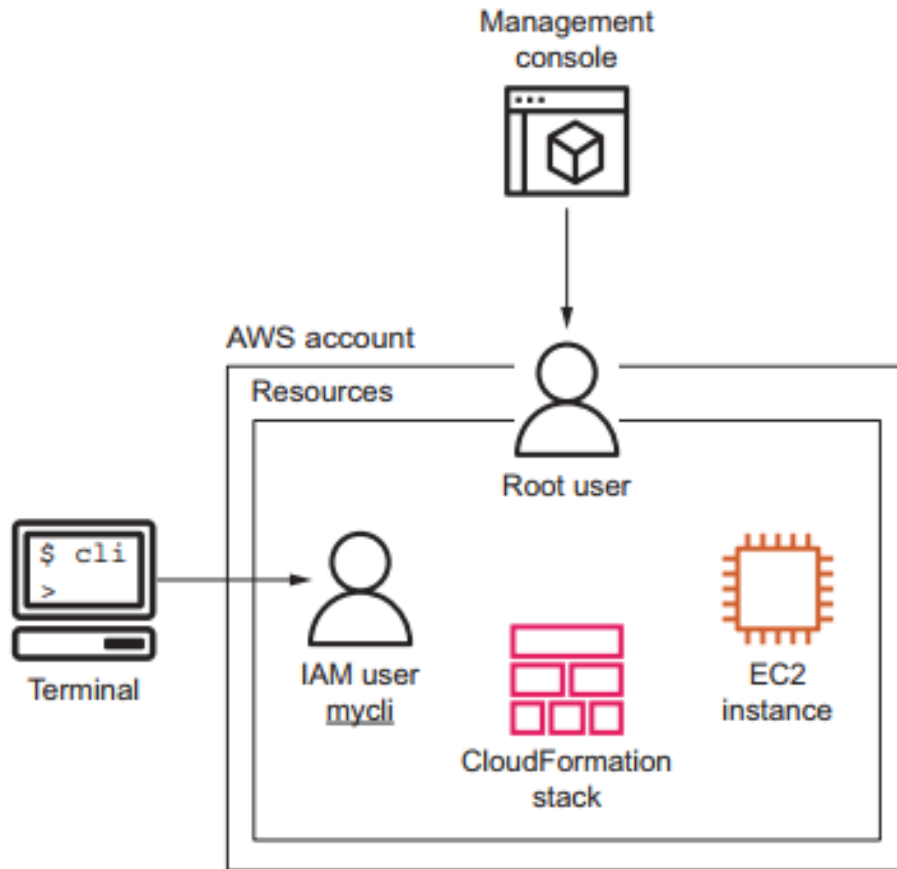 Management
console
AWS account
Resources
Root user
$ cli
>
Terminal
IAM user
mycli
CloudFormation
stack
EC2
instance